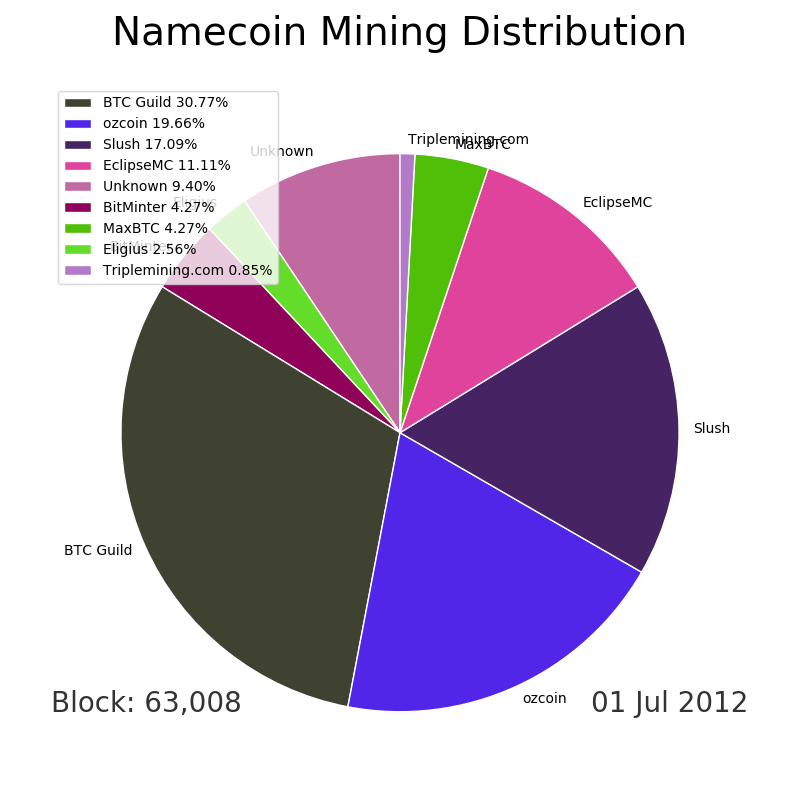 Namecoin Mining Distribution
BTC Guild 30.77%
ozcoin 19.66%
Slush 17.09%
EclipseMC 11.11%
Unknown 9.40%
BitMinter 4.27%
MaxBTC 4.27%
Eligius 2.56%
Triplemining.com 0.85%
Triplemining.com
MaxBTC
Unknown
EclipseMC
Eligius
BitMinter
Slush
BTC Guild
ozcoin
Block: 63,008
01 Jul 2012